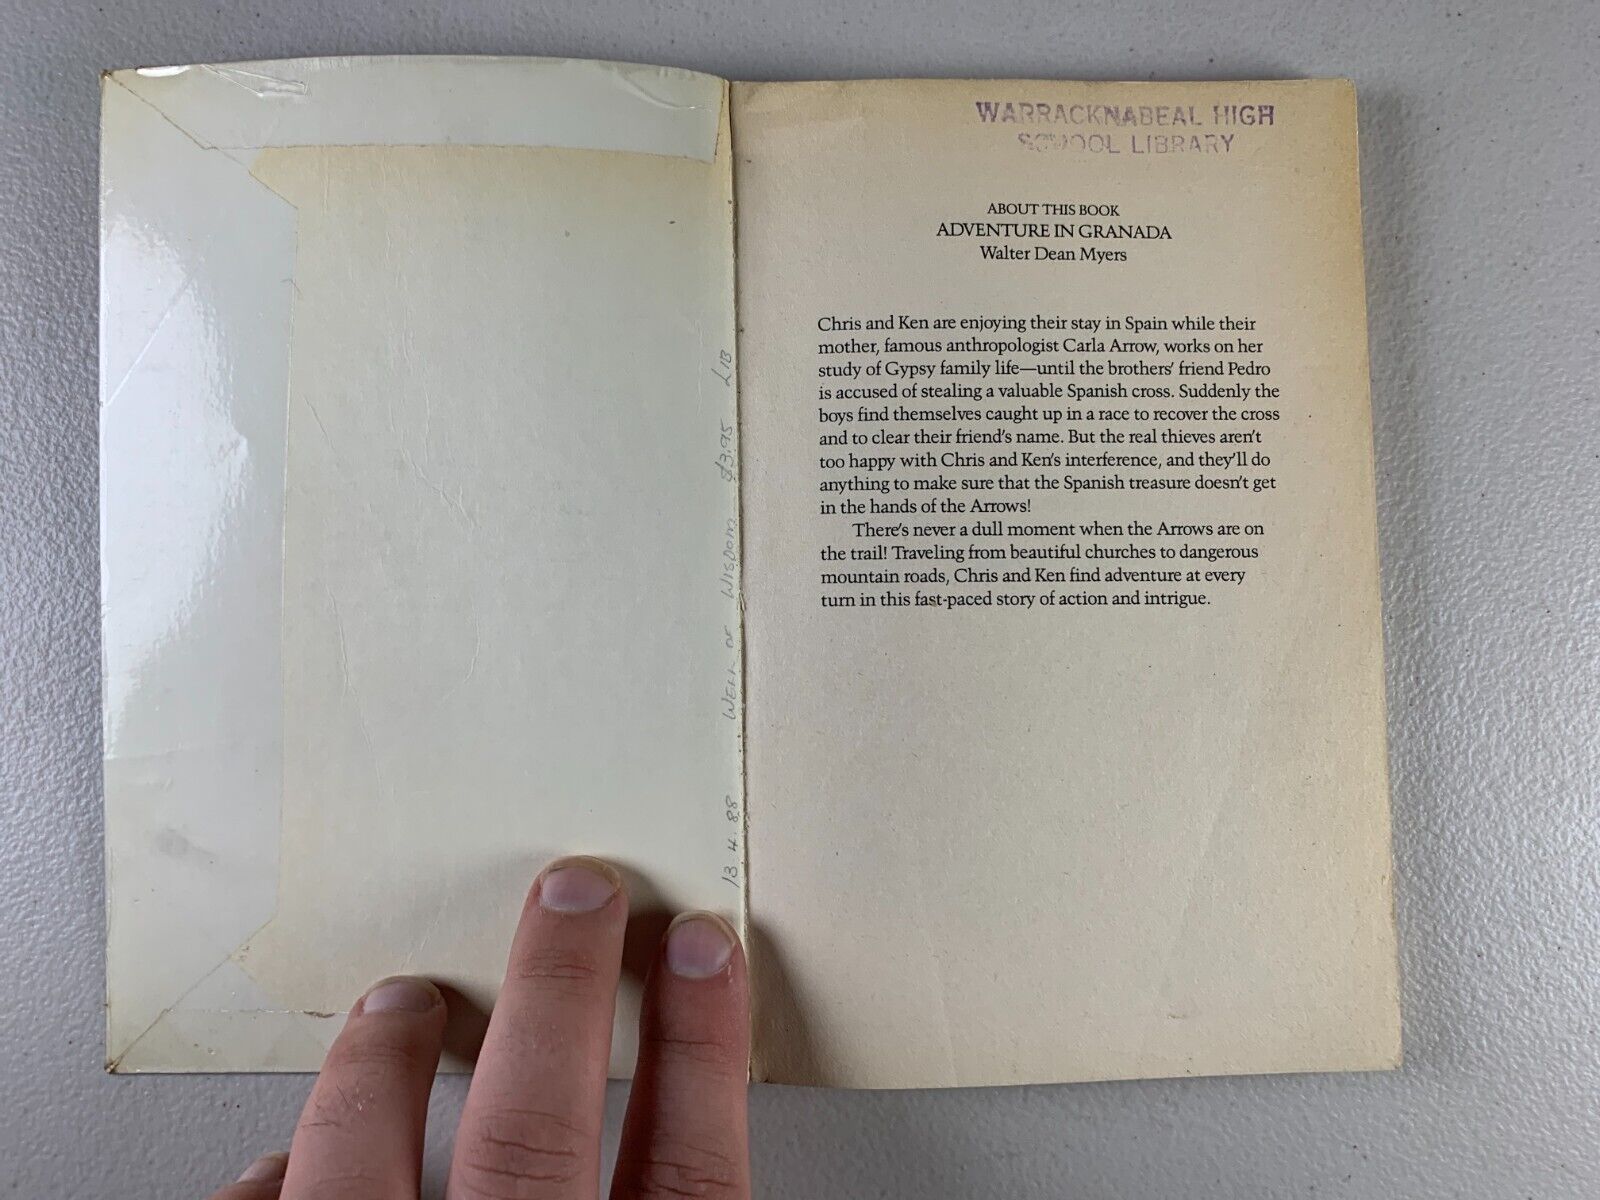 13.4.88 WELL OF WISDOM $3.95 LIB
WARRACKNABEAL HIGH
SCHOOL LIBRARY
ABOUT THIS BOOK
ADVENTURE IN GRANADA
Walter Dean Myers
Chris and Ken are enjoying their stay in Spain while their
mother, famous anthropologist Carla Arrow, works on her
study of Gypsy family life—until the brothers' friend Pedro
is accused of stealing a valuable Spanish cross. Suddenly the
boys find themselves caught up in a race to recover the cross
and to clear their friend's name. But the real thieves aren't
too happy with Chris and Ken's interference, and they'll do
anything to make sure that the Spanish treasure doesn't get
in the hands of the Arrows!
There's never a dull moment when the Arrows are on
the trail! Traveling from beautiful churches to dangerous
mountain roads, Chris and Ken find adventure at every
turn in this fast-paced story of action and intrigue.